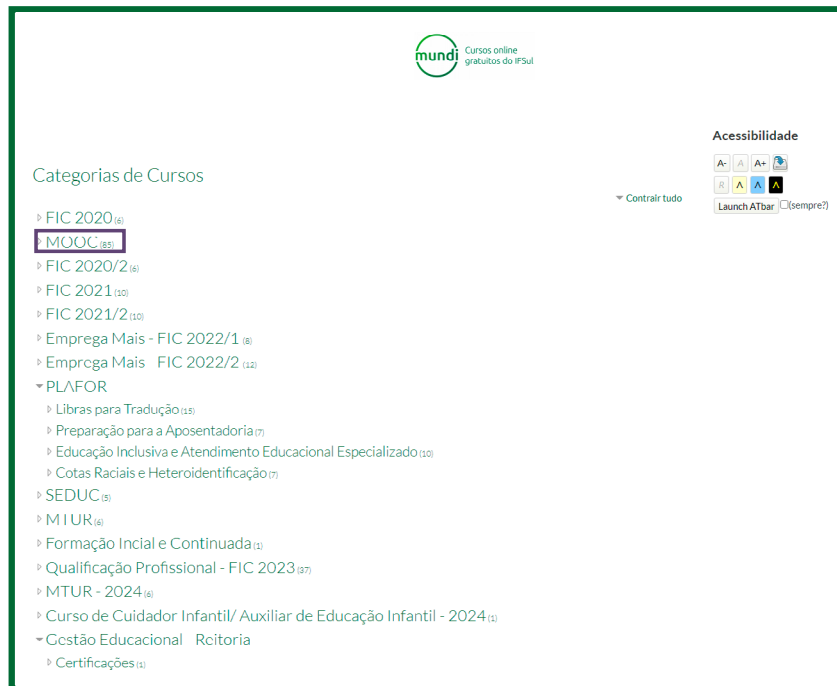 mundi Cursos online
gratuitos do IFSul
Acessibilidade
A- A A+
R A A A
Launch ATbar (sempre?)
Categorias de Cursos
Contrair tudo
FIC 2020 (6)
MOOC (85)
FIC 2020/2 (6)
FIC 2021 (10)
FIC 2021/2 (10)
Emprega Mais - FIC 2022/1 (8)
Emprega Mais FIC 2022/2 (12)
PLAFOR
Libras para Tradução (15)
Preparação para a Aposentadoria (7)
Educação Inclusiva e Atendimento Educacional Especializado (10)
Cotas Raciais e Heteroidentificação (7)
SEDUC (5)
MTUR (6)
Formação Incial e Continuada (1)
Qualificação Profissional - FIC 2023 (37)
MTUR - 2024 (6)
Curso de Cuidador Infantil/ Auxiliar de Educação Infantil - 2024 (1)
Gestão Educacional Reitoria
Certificações (1)